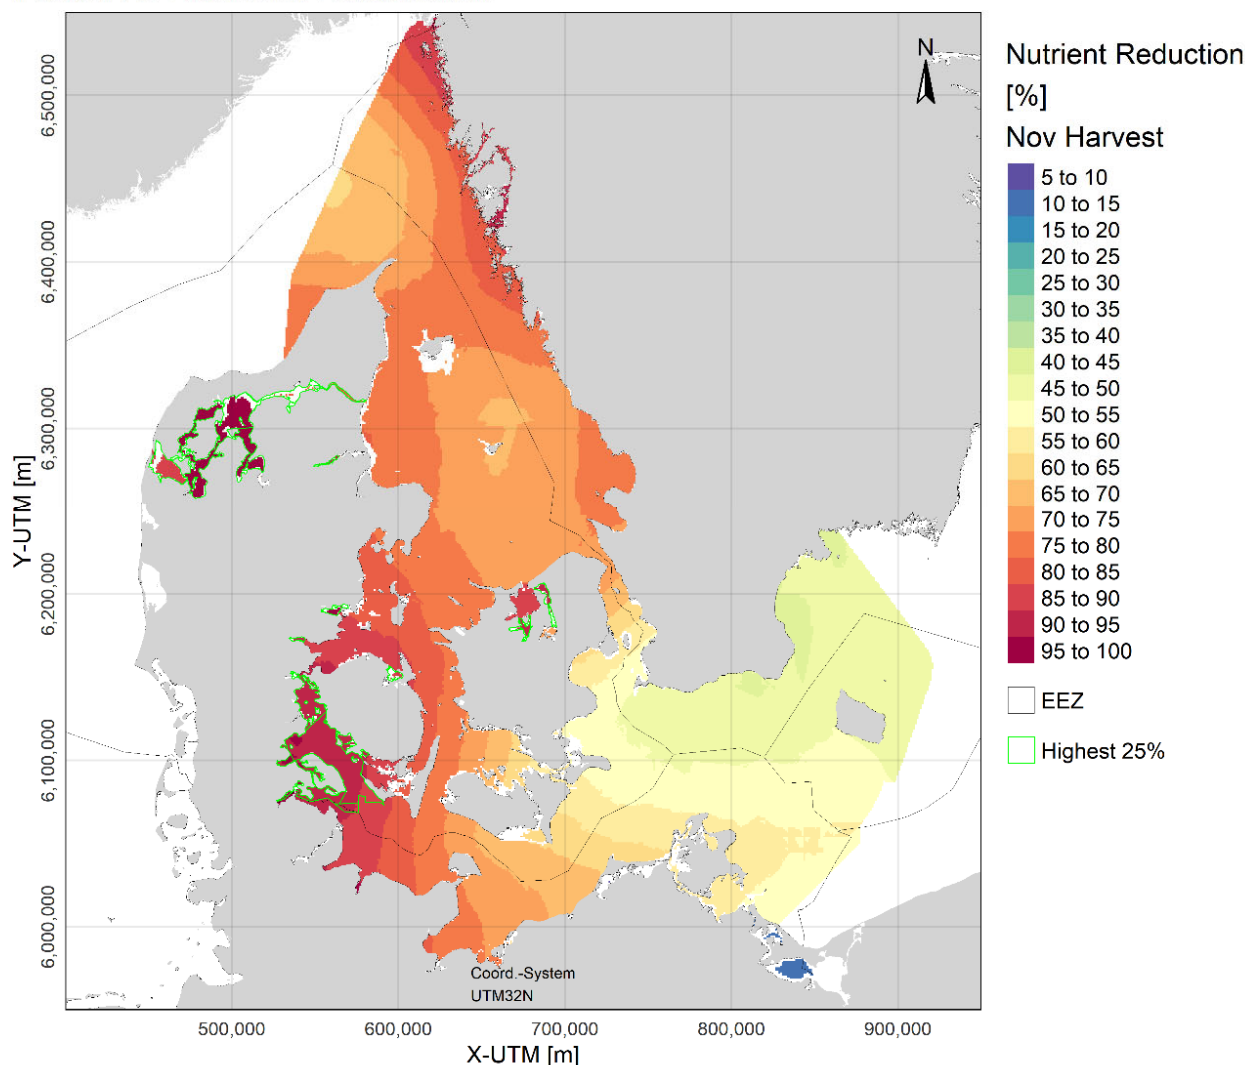 N
Nutrient Reduction
[%]
Nov Harvest
5 to 10
10 to 15
15 to 20
20 to 25
25 to 30
30 to 35
35 to 40
40 to 45
45 to 50
50 to 55
55 to 60
60 to 65
65 to 70
70 to 75
75 to 80
80 to 85
85 to 90
90 to 95
95 to 100
EEZ
Highest 25%
Y-UTM [m]
6,500,000
6,400,000
6,300,000
6,200,000
6,100,000
6,000,000
Coord.-System
UTM32N
500,000
600,000
700,000
800,000
900,000
X-UTM [m]